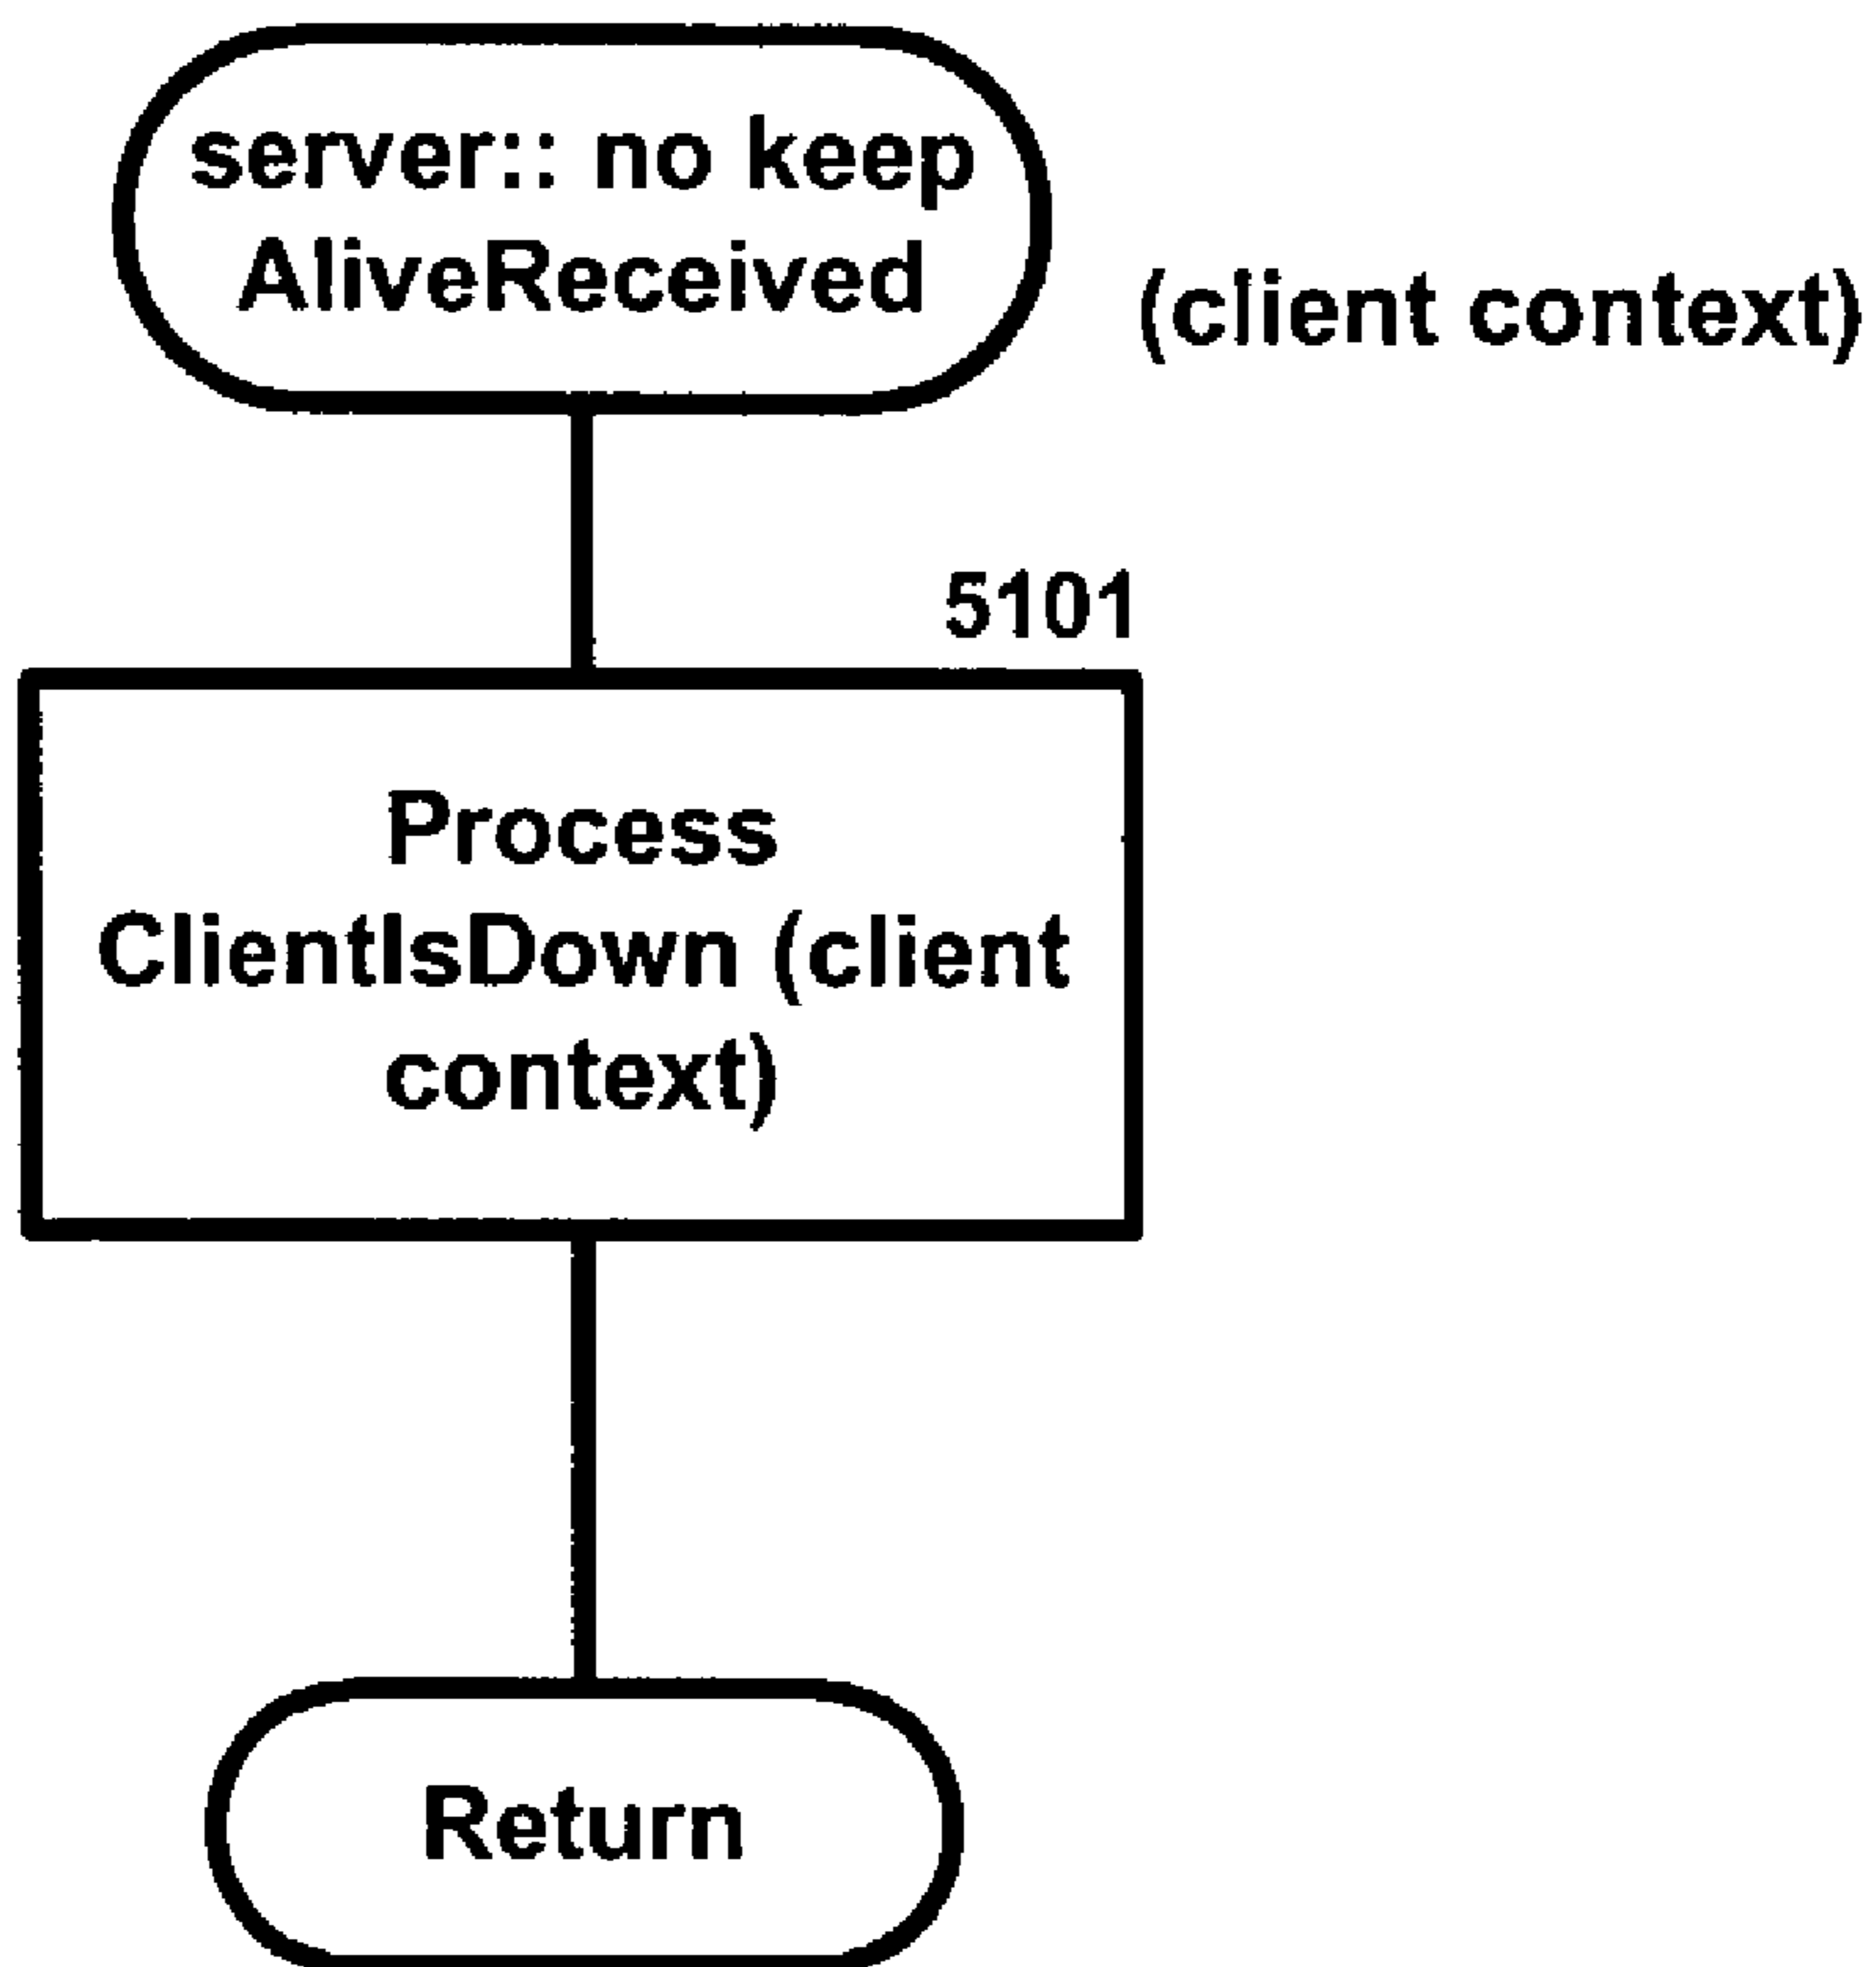 server:: no keep
AliveReceived
(client context)
5101
Process
ClientIsDown (client
context)
Return